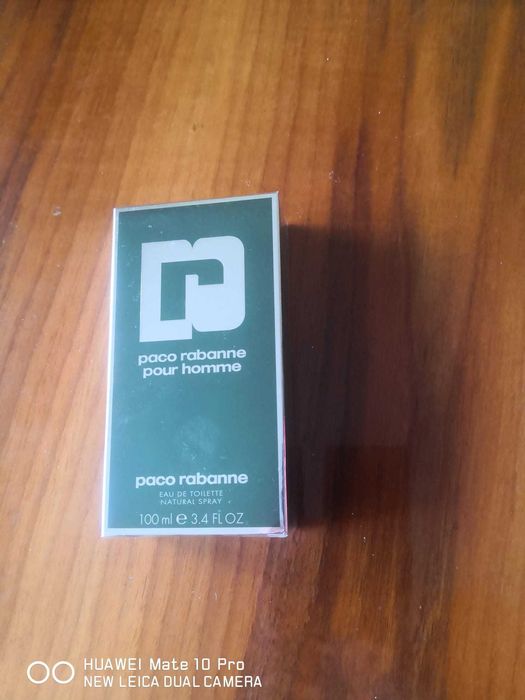 paco rabanne
pour homme
paco rabanne
EAU DE TOILETTE
NATURAL SPRAY
100 ml e 3.4 FL OZ
HUAWEI Mate 10 Pro
NEW LEICA DUAL CAMERA